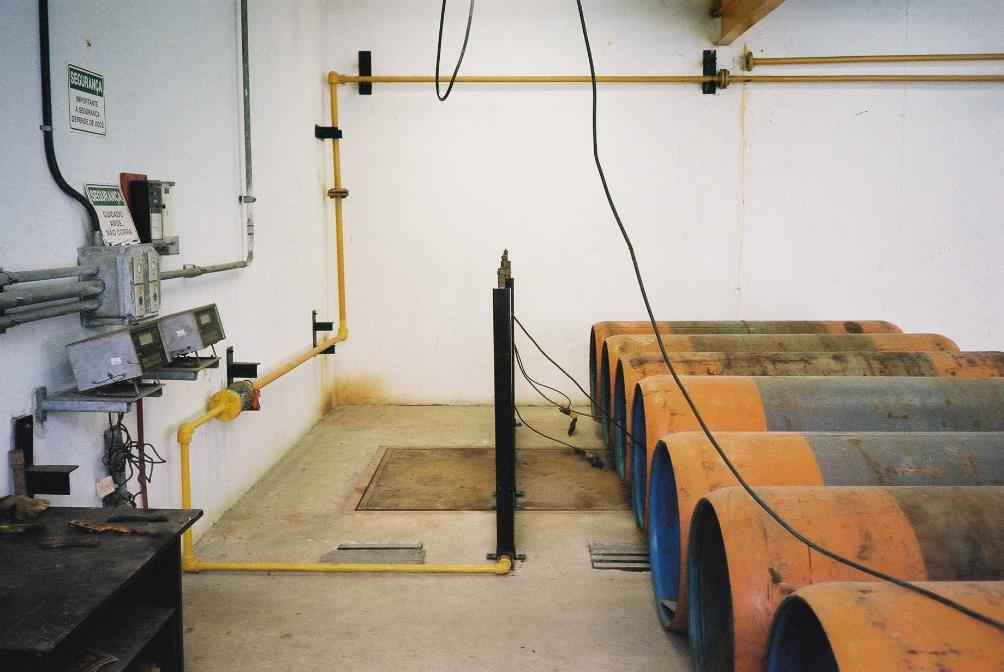 SEGURANÇA
IMPORTANTE
A SEGURANÇA
DEPENDE DE VOCÊ
SEGURANÇA
CUIDADO
ANDE,
NÃO CORRA